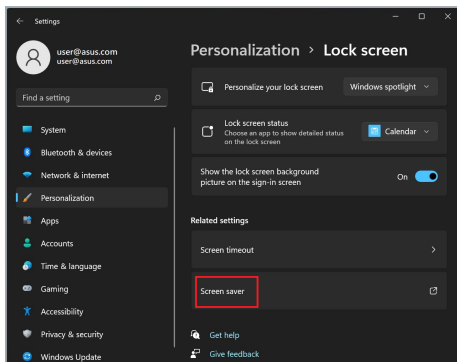 Settings
user@asus.com
user@asus.com
Find a setting
System
Bluetooth & devices
Network & internet
Personalization
Apps
Accounts
Time & language
Gaming
Accessibility
Privacy & security
Windows Update
Personalization › Lock screen
Personalize your lock screen
Windows spotlight
Lock screen status
Choose an app to show detailed status
on the lock screen
Calendar
Show the lock screen background
picture on the sign-in screen
On
Related settings
Screen timeout
Screen saver
Get help
Give feedback